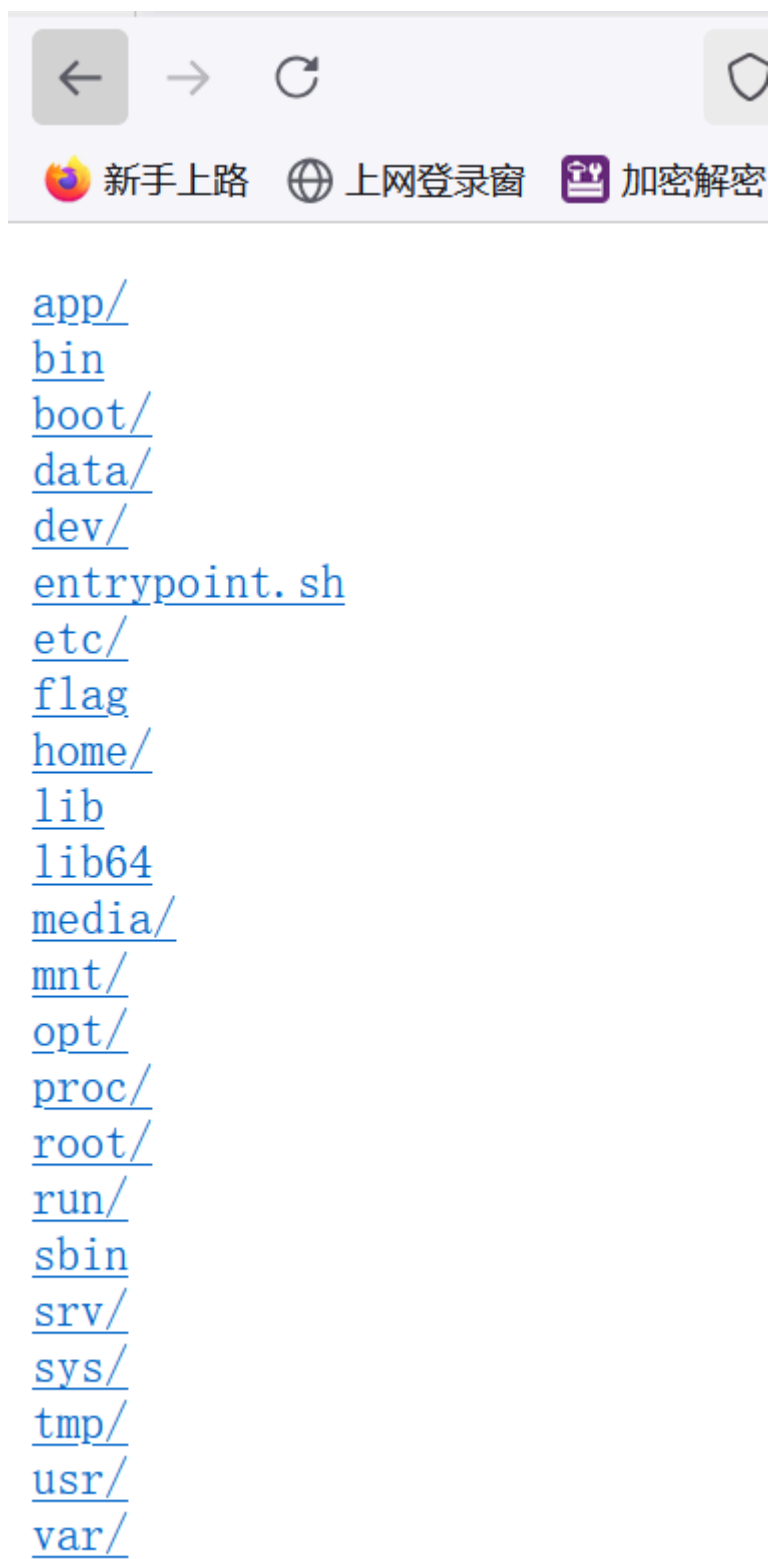 新手上路 上网登录窗 加密解密
app/
bin
boot/
data/
dev/
entrypoint.sh
etc/
flag
home/
lib
lib64
media/
mnt/
opt/
proc/
root/
run/
sbin
srv/
sys/
tmp/
usr/
var/